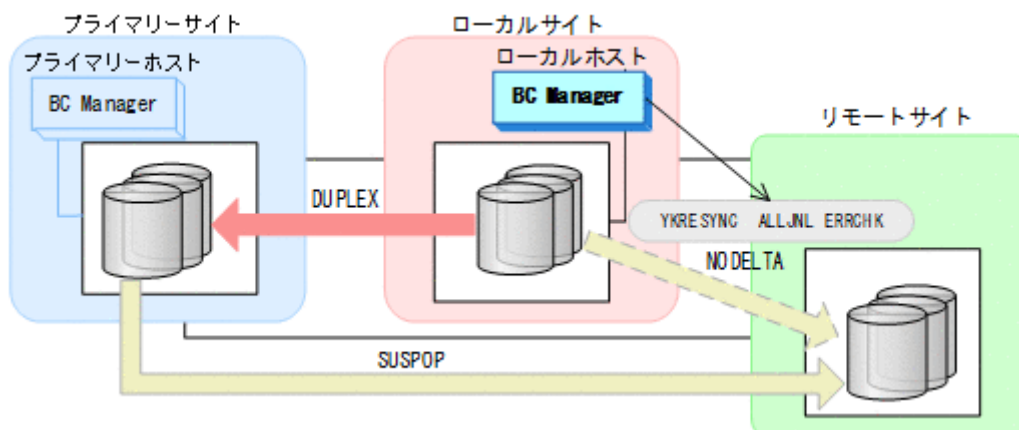 プライマリーサイト
プライマリーホスト
BC Manager
ローカルサイト
ローカルホスト
BC Manager
リモートサイト
DUPLEX
YKRESYNC ALLJNL ERRCHK
NODELTA
SUSPOP